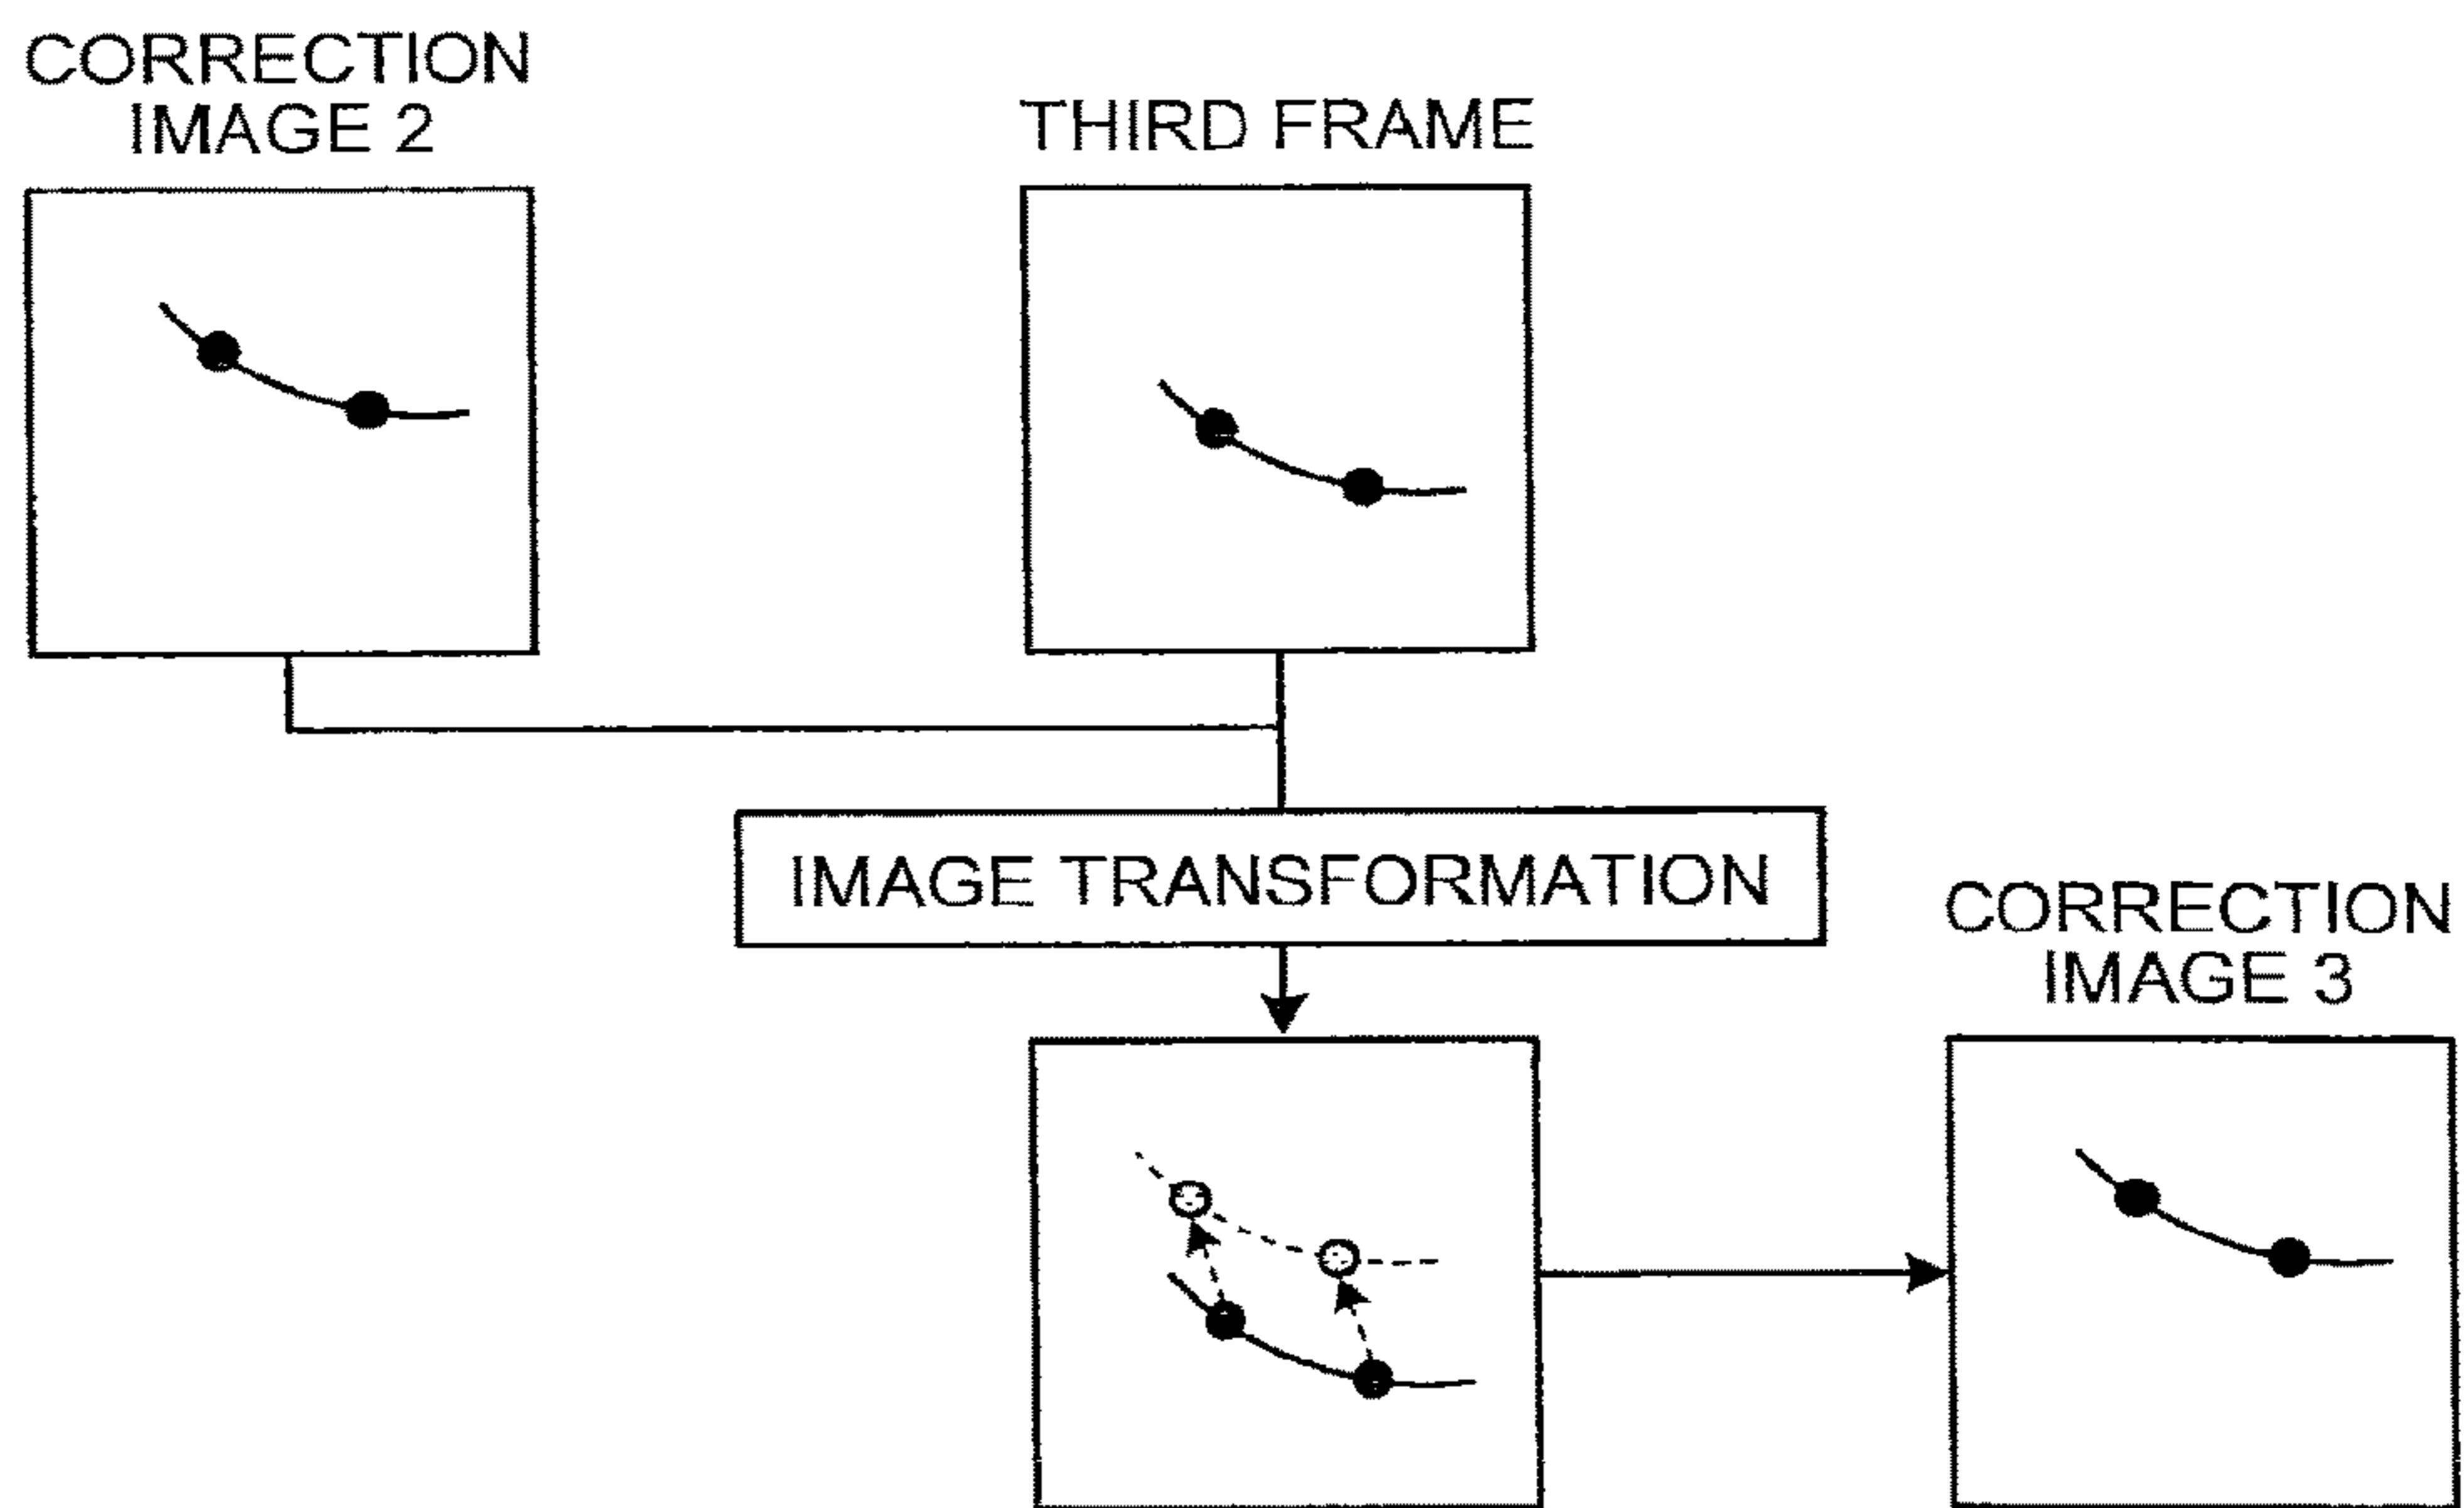 CORRECTION
IMAGE 2
THIRD FRAME
IMAGE TRANSFORMATION
CORRECTION
IMAGE 3